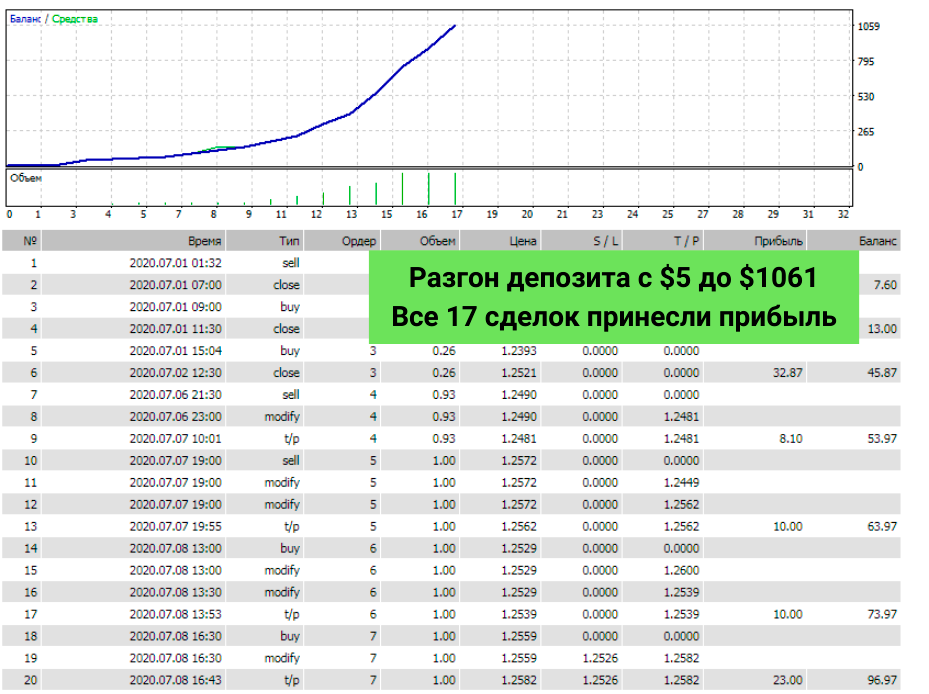 Баланс / Средства
1059
795
530
265
0
Объем
0 1 3 4 5 7 8 9 11 12 13 15 16 17 19 20 21 23 24 25 27 28 29 31 32
№ Время Тип Ордер Объем Цена S / L T / P Прибыль Баланс
1 2020.07.01 01:32 sell
Разгон депозита с $5 до $1061
2 2020.07.01 07:00 close 7.60
3 2020.07.01 09:00 buy
Все 17 сделок принесли прибыль
4 2020.07.01 11:30 close 13.00
5 2020.07.01 15:04 buy 3 0.26 1.2393 0.0000 0.0000
6 2020.07.02 12:30 close 3 0.26 1.2521 0.0000 0.0000 32.87 45.87
7 2020.07.06 21:30 sell 4 0.93 1.2490 0.0000 0.0000
8 2020.07.06 23:00 modify 4 0.93 1.2490 0.0000 1.2481
9 2020.07.07 10:01 t/p 4 0.93 1.2481 0.0000 1.2481 8.10 53.97
10 2020.07.07 19:00 sell 5 1.00 1.2572 0.0000 0.0000
11 2020.07.07 19:00 modify 5 1.00 1.2572 0.0000 1.2449
12 2020.07.07 19:00 modify 5 1.00 1.2572 0.0000 1.2562
13 2020.07.07 19:55 t/p 5 1.00 1.2562 0.0000 1.2562 10.00 63.97
14 2020.07.08 13:00 buy 6 1.00 1.2529 0.0000 0.0000
15 2020.07.08 13:00 modify 6 1.00 1.2529 0.0000 1.2600
16 2020.07.08 13:30 modify 6 1.00 1.2529 0.0000 1.2539
17 2020.07.08 13:53 t/p 6 1.00 1.2539 0.0000 1.2539 10.00 73.97
18 2020.07.08 16:30 buy 7 1.00 1.2559 0.0000 0.0000
19 2020.07.08 16:30 modify 7 1.00 1.2559 1.2526 1.2582
20 2020.07.08 16:43 t/p 7 1.00 1.2582 1.2526 1.2582 23.00 96.97